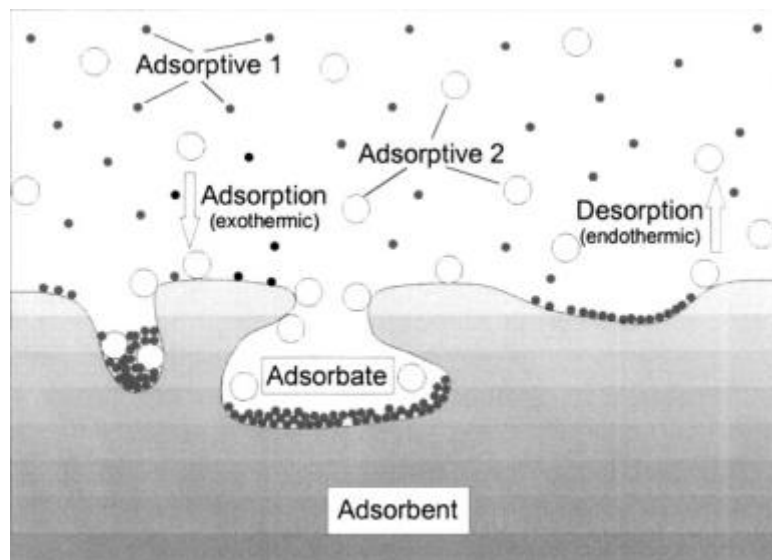 Adsorptive 1
Adsorptive 2
Adsorption
(exothermic)
Desorption
(endothermic)
Adsorbate
Adsorbent